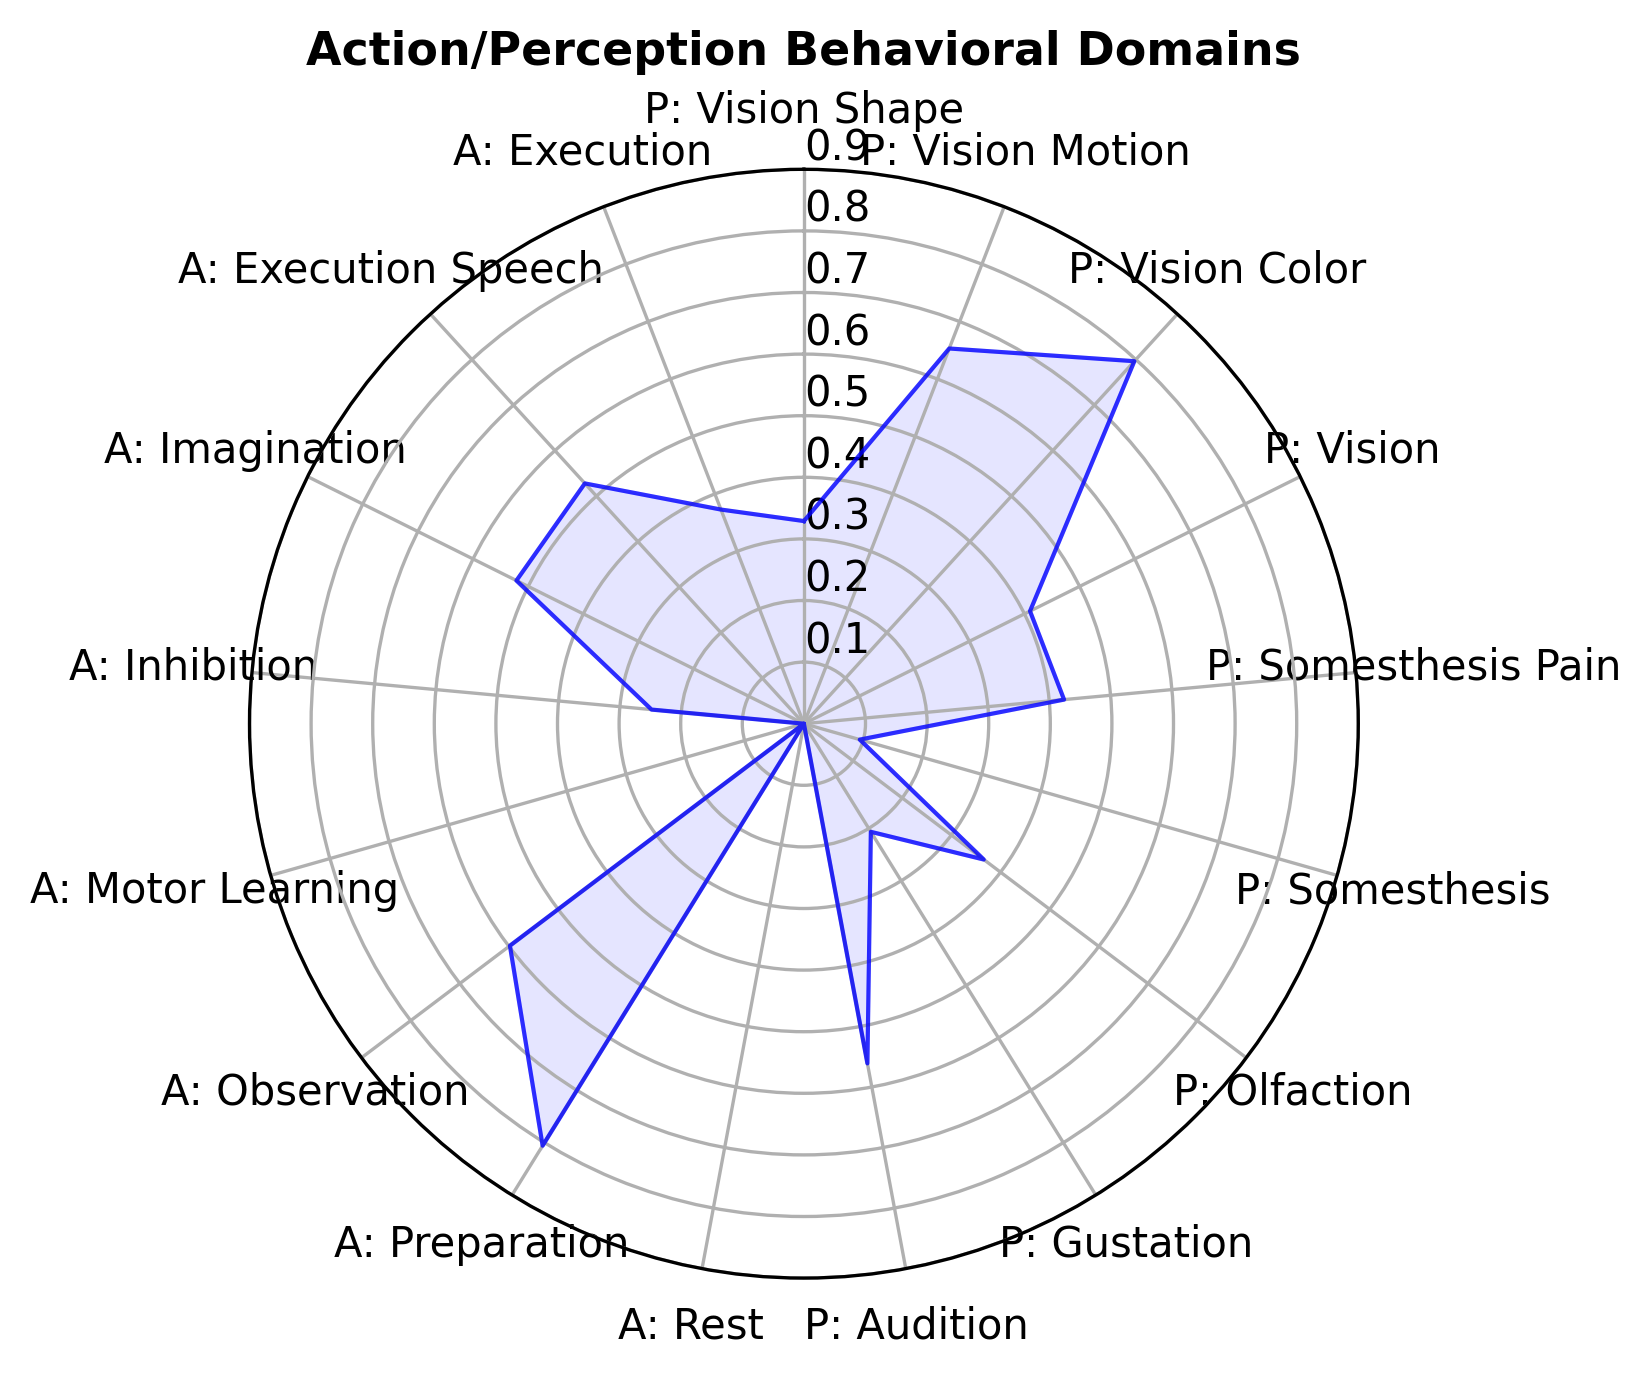 Action/Perception Behavioral Domains
P: Vision Shape
A: Execution
0.9
P: Vision Motion
0.8
A: Execution Speech
0.7
P: Vision Color
0.6
0.5
A: Imagination
0.4
P: Vision
0.3
0.2
0.1
A: Inhibition
P: Somesthesis Pain
A: Motor Learning
P: Somesthesis
A: Observation
P: Olfaction
A: Preparation
P: Gustation
A: Rest
P: Audition